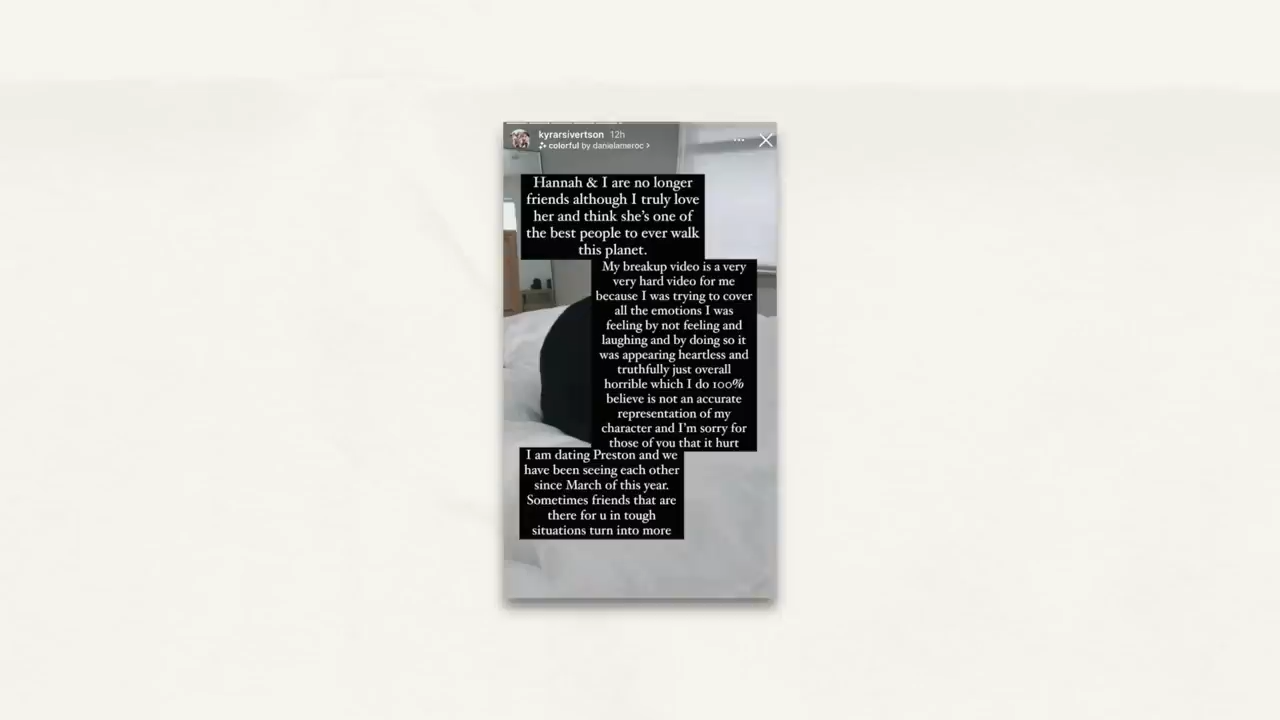 kyrarsivertson 12h
colorful by danielameroc >
Hannah & I are no longer
friends although I truly love
her and think she's one of
the best people to ever walk
this planet.
My breakup video is a very
very hard video for me
because I was trying to cover
all the emotions I was
feeling by not feeling and
laughing and by doing so it
was appearing heartless and
truthfully just overall
horrible which I do 100%
believe is not an accurate
representation of my
character and I'm sorry for
those of you that it hurt
I am dating Preston and we
have been seeing each other
since March of this year.
Sometimes friends that are
there for u in tough
situations turn into more